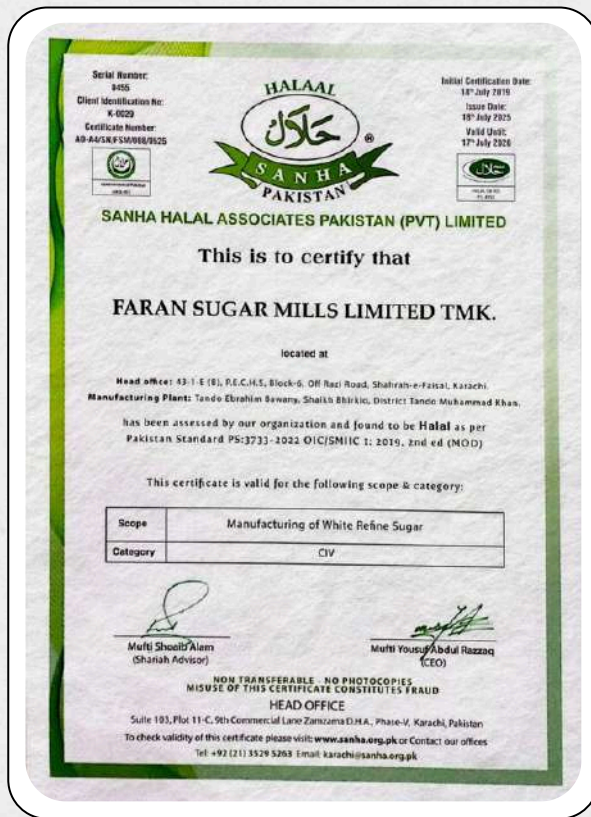 Serial Number:
0455
Client Identification No:
K-0029
Certificate Number:
HALAAL
حلال
®
SANHA
PAKISTAN
Initial Certification Date:
18th July 2019
Issue Date:
18th July 2025
Valid Until:
17th July 2026
SANHA HALAL ASSOCIATES PAKISTAN (PVT) LIMITED
This is to certify that
FARAN SUGAR MILLS LIMITED TMK.
located at
Head office: 43-1-E (B), P.E.C.H.S, Block-6, Off Razi Road, Shahrah-e-Faisal, Karachi.
Manufacturing Plant: Tando Ebrahim Bawany, Shaikh Bhirkio, District Tando Muhammad Khan.
has been assessed by our organization and found to be Halal as per
Pakistan Standard PS:3733-2022 OIC/SMIIC 1: 2019, 2nd ed (MOD)
This certificate is valid for the following scope & category:
Scope Manufacturing of White Refine Sugar
Category CIV
Mufti Shoaib Alam
(Shariah Advisor)
Mufti Yousuf Abdul Razzaq
(CEO)
NON TRANSFERABLE - NO PHOTOCOPIES
MISUSE OF THIS CERTIFICATE CONSTITUTES FRAUD
HEAD OFFICE
Suite 103, Plot 11-C, 9th Commercial Lane Zamzama D.H.A., Phase-V, Karachi, Pakistan
To check validity of this certificate please visit: www.sanha.org.pk or Contact our offices
Tel: +92 (21) 3529 5263 Email: karachi@sanha.org.pk